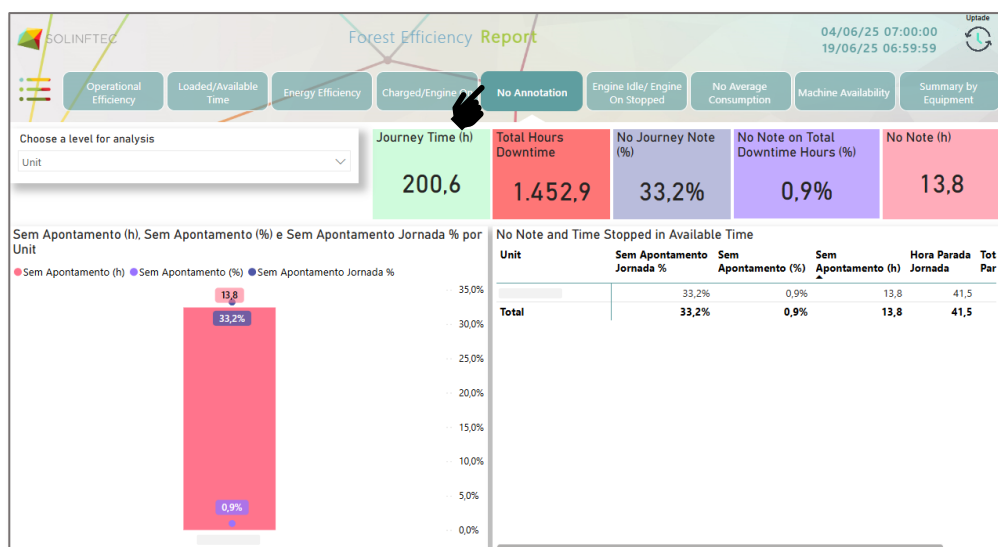 Uptade
SOLINFTEC
Forest Efficiency Report
04/06/25 07:00:00
19/06/25 06:59:59
Operational
Efficiency
Loaded/Available
Time
Energy Efficiency
Charged/Engine
No Annotation
Engine Idle/ Engine
On Stopped
No Average
Consumption
Machine Availability
Summary by
Equipment
Choose a level for analysis
Unit
Journey Time (h)
200,6
Total Hours
Downtime
1.452,9
No Journey Note
(%)
33,2%
No Note on Total
Downtime Hours (%)
0,9%
No Note (h)
13,8
Sem Apontamento (h), Sem Apontamento (%) e Sem Apontamento Jornada % por
Unit
Sem Apontamento (h) Sem Apontamento (%) Sem Apontamento Jornada %
13,8
33,2%
0,9%
35,0%
30,0%
25,0%
20,0%
15,0%
10,0%
5,0%
0,0%
No Note and Time Stopped in Available Time
Unit Sem Apontamento Jornada % Sem Apontamento (%) Sem Apontamento (h) Hora Parada Jornada Tot Par
33,2% 0,9% 13,8 41,5
Total 33,2% 0,9% 13,8 41,5